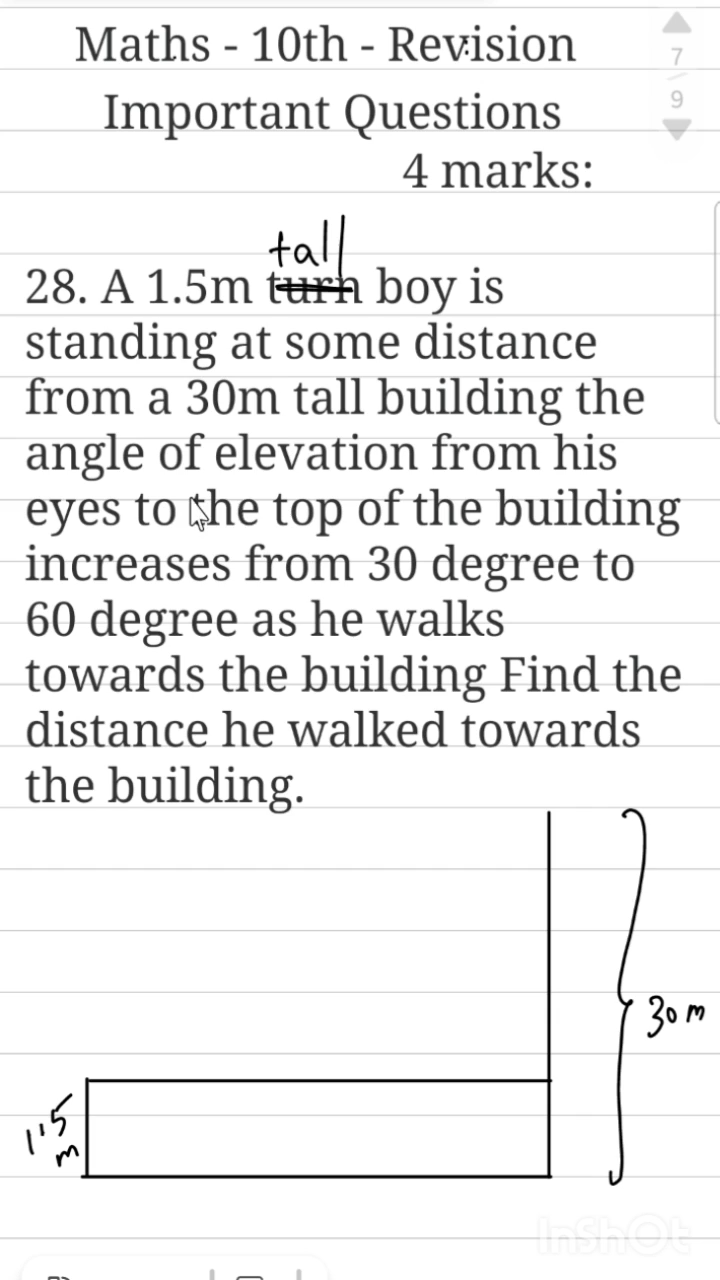 Maths - 10th - Revision
7
Important Questions
9
4 marks:
tall
28. A 1.5m turn boy is
standing at some distance
from a 30m tall building the
angle of elevation from his
eyes to the top of the building
increases from 30 degree to
60 degree as he walks
towards the building Find the
distance he walked towards
the building.
30 m
1.5
m
InShOt